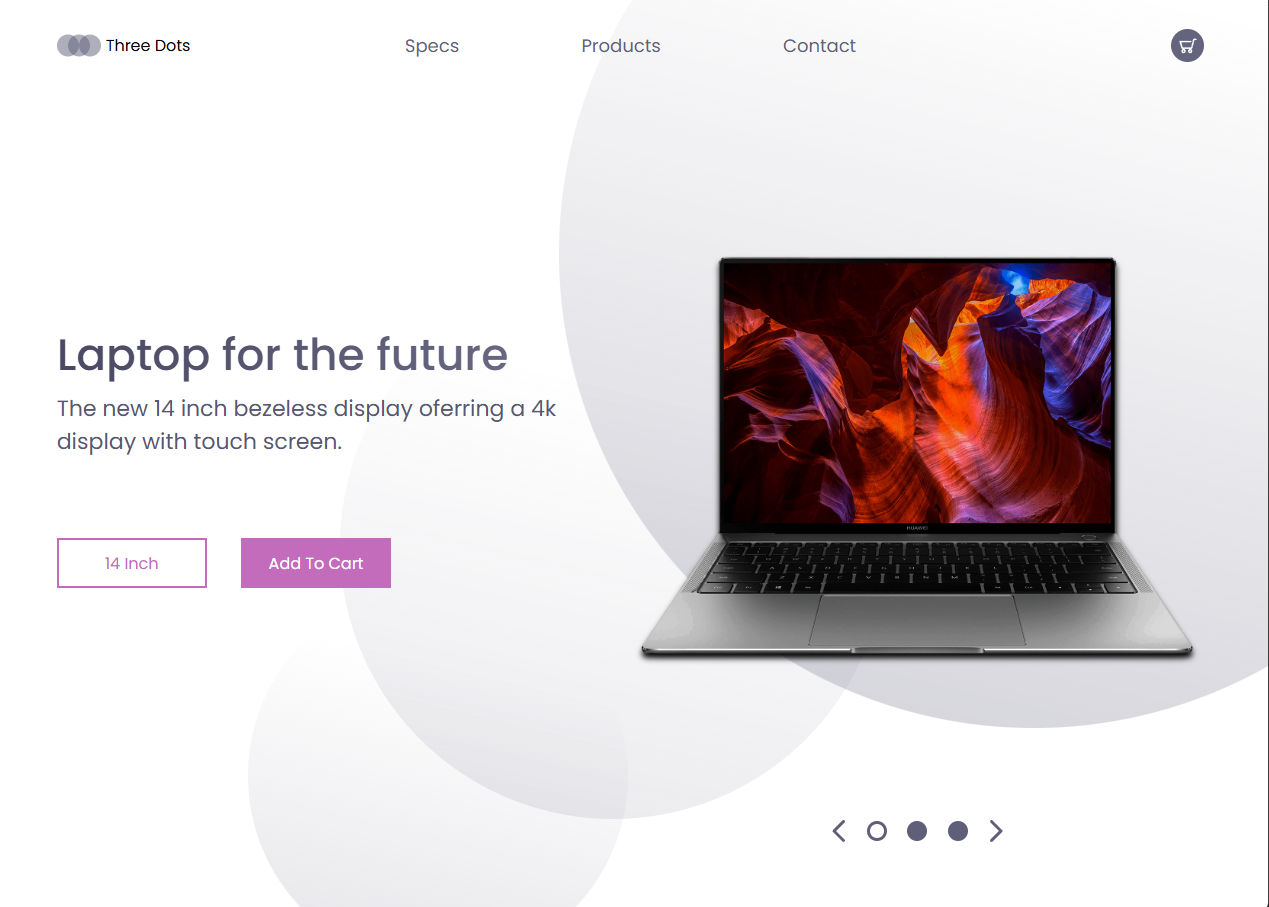 Three Dots
Specs
Products
Contact
Laptop for the future
The new 14 inch bezeless display oferring a 4k
display with touch screen.
14 Inch
Add To Cart
HUAWEI